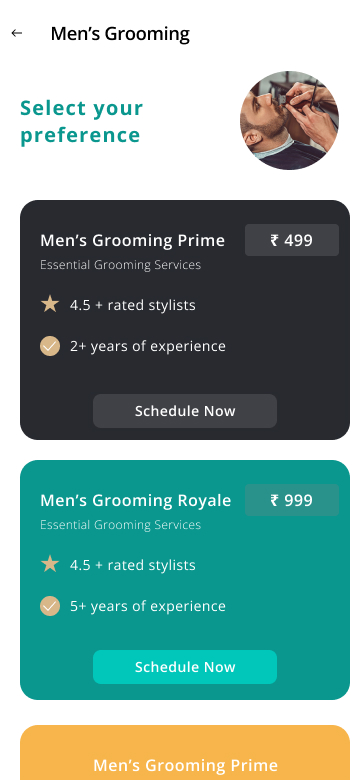 Men’s Grooming
Select your
preference
Men’s Grooming Prime
₹ 499
Essential Grooming Services
4.5 + rated stylists
2+ years of experience
Schedule Now
Men’s Grooming Royale
₹ 999
Essential Grooming Services
4.5 + rated stylists
5+ years of experience
Schedule Now
Men’s Grooming Prime